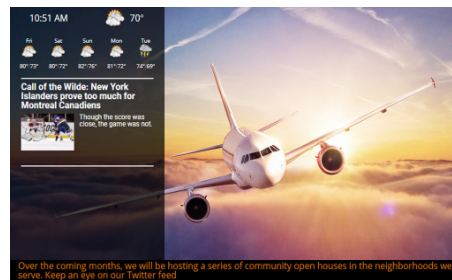 10:51 AM
70°
Fri Sat Sun Mon Tue
80°-73° 80°-72° 82°-76° 81°-72° 74°-69°
Call of the Wilde: New York
Islanders prove too much for
Montreal Canadiens
Though the score was
close, the game was not.
Over the coming months, we will be hosting a series of community open houses in the neighborhoods we
serve. Keep an eye on our Twitter feed